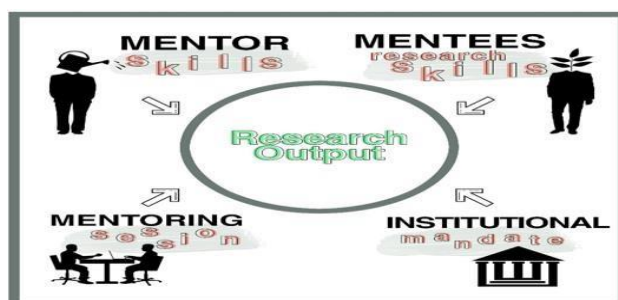 MENTOR
skills
MENTEES
research
skills
Research
Output
MENTORING
session
INSTITUTIONAL
mandate